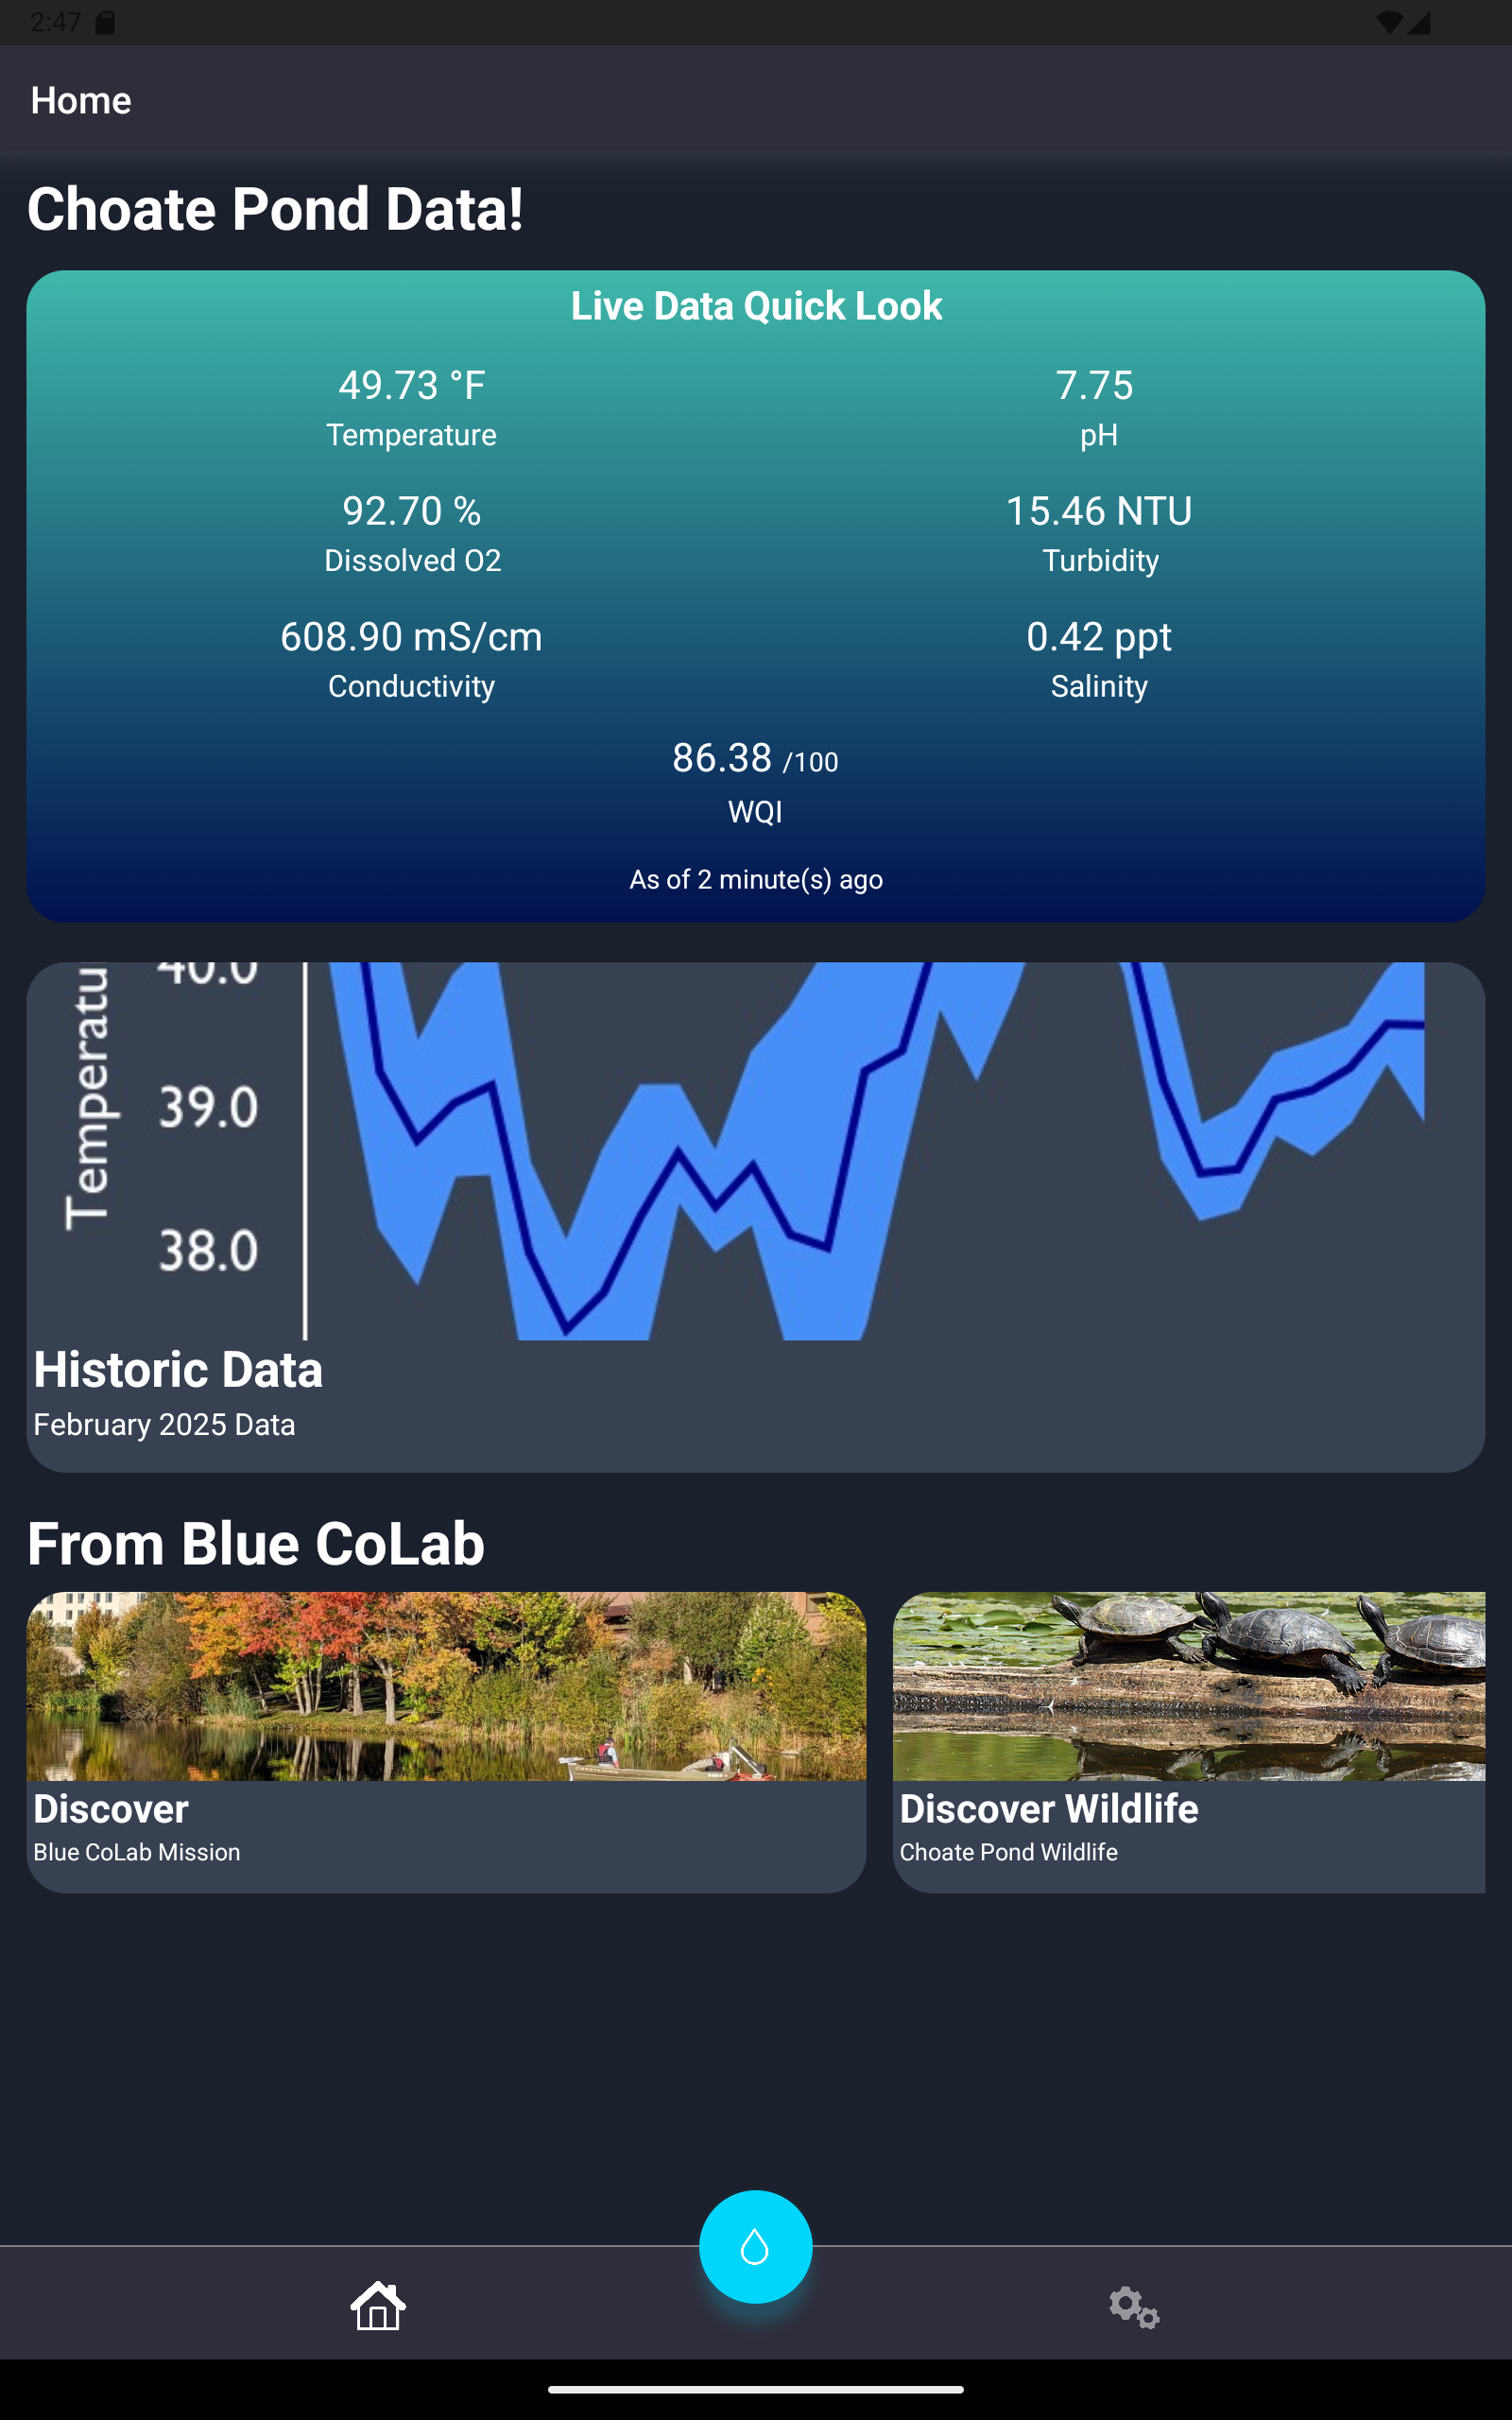 2:47
Home
Choate Pond Data!
Live Data Quick Look
49.73 °F
Temperature
7.75
pH
92.70 %
Dissolved O2
15.46 NTU
Turbidity
608.90 mS/cm
Conductivity
0.42 ppt
Salinity
86.38 /100
WQI
As of 2 minute(s) ago
Temperatu
40.0
39.0
38.0
Historic Data
February 2025 Data
From Blue CoLab
Discover
Blue CoLab Mission
Discover Wildlife
Choate Pond Wildlife